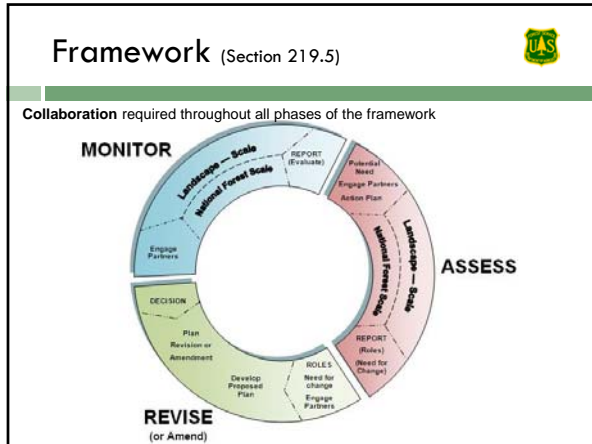 Framework (Section 219.5)
UAS
Collaboration required throughout all phases of the framework
MONITOR
Landscape — Scale
National Forest Scale
REPORT
(Evaluate)
Engage
Partners
Potential
Need
Engage Partners
Action Plan
Landscape — Scale
National Forest Scale
REPORT
(Roles)
(Need for
Change)
ASSESS
ROLES
Need for
change
Engage
Partners
Develop
Proposed
Plan
Plan
Revision or
Amendment
DECISION
REVISE
(or Amend)